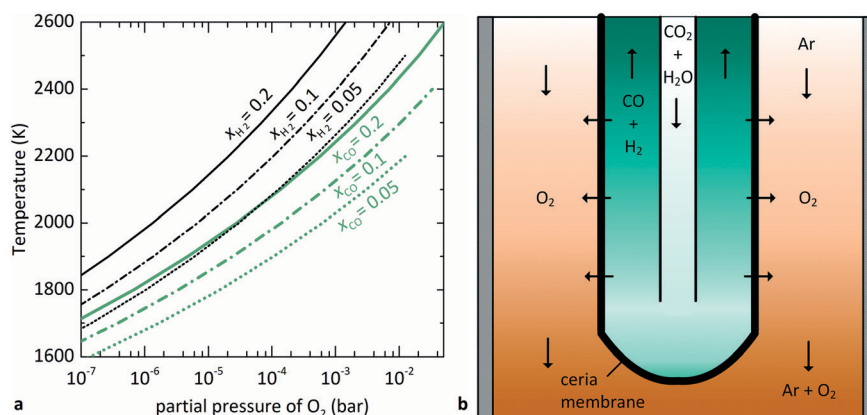 2600
2400
2200
2000
1800
1600
Temperature (K)
10⁻⁷
10⁻⁶
10⁻⁵
10⁻⁴
10⁻³
10⁻²
partial pressure of O₂ (bar)
x_H2 = 0.2
x_H2 = 0.1
x_H2 = 0.05
x_CO = 0.2
x_CO = 0.1
x_CO = 0.05
a
CO₂
+
H₂O
CO
+
H₂
Ar
O₂
O₂
ceria
membrane
Ar + O₂
b